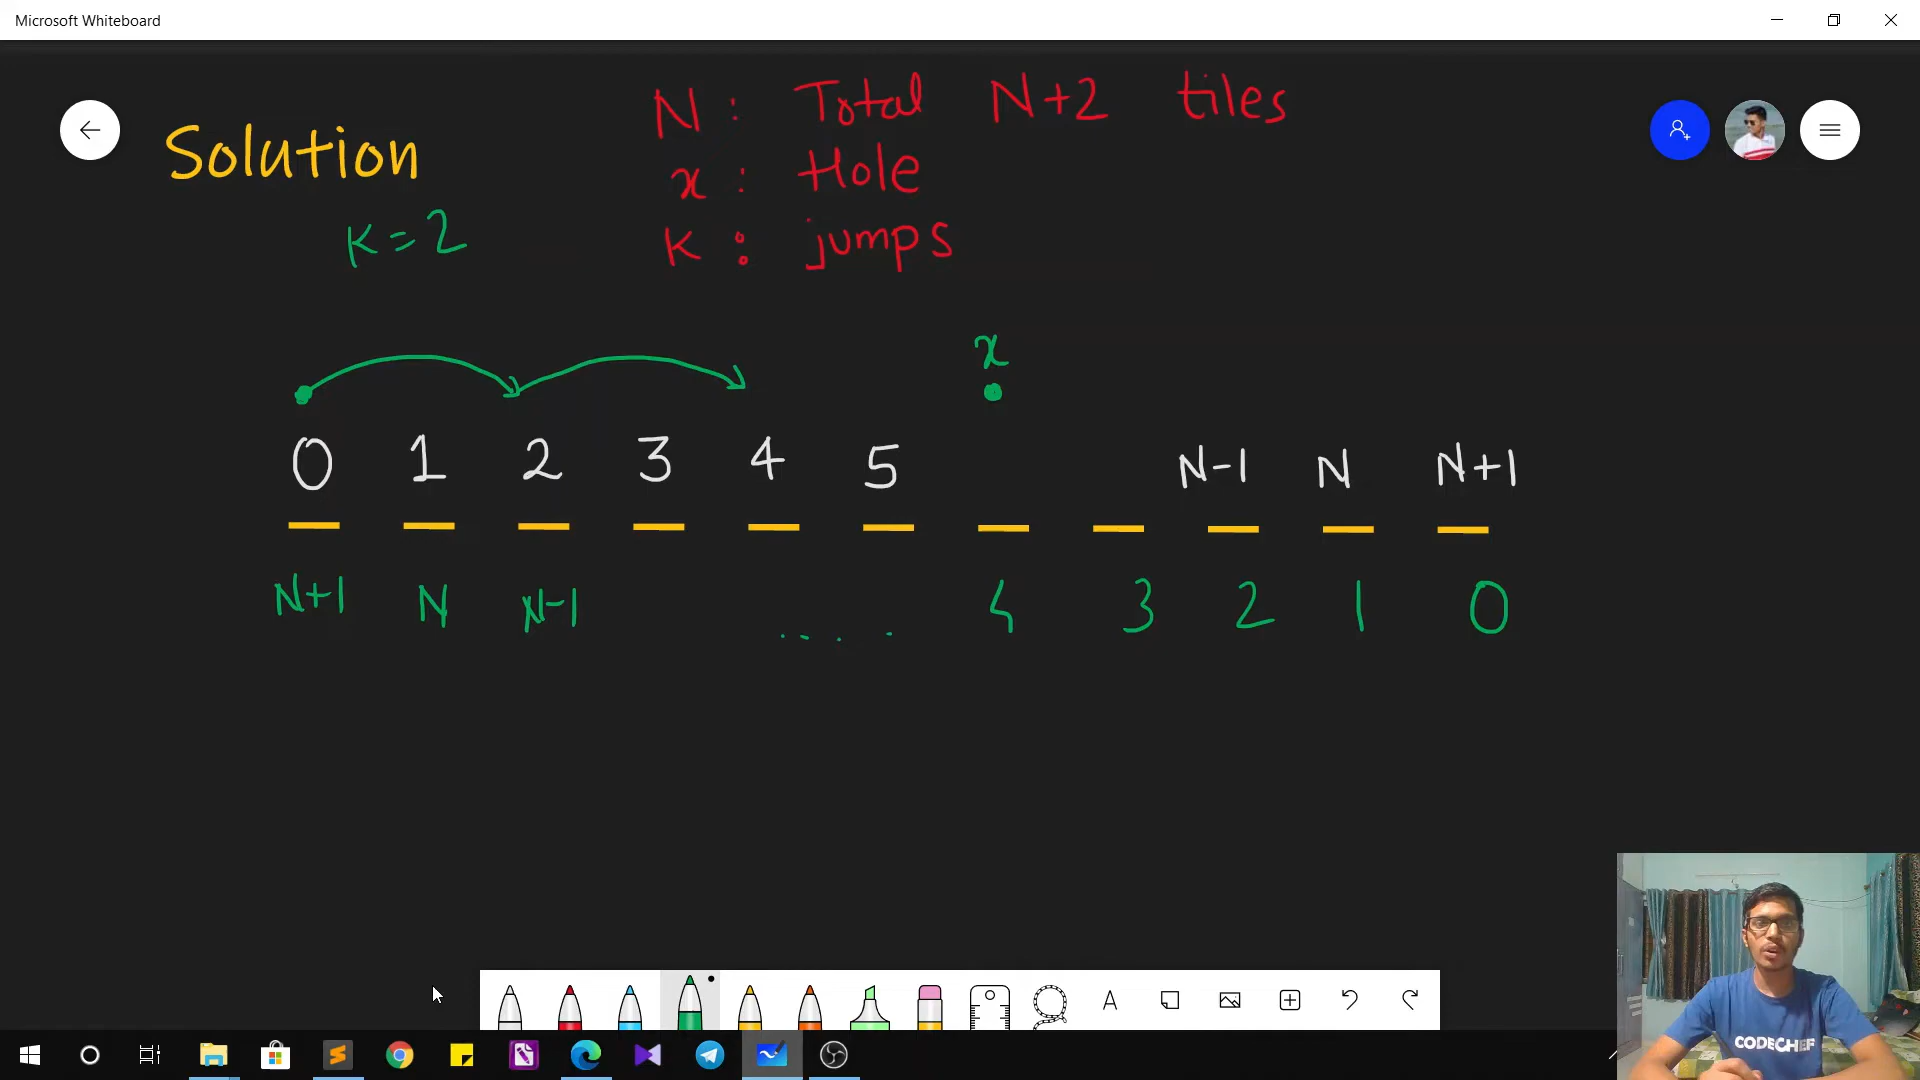 Microsoft Whiteboard
N : Total N+2 tiles
Solution
x : Hole
K = 2
K : jumps
x
0 1 2 3 4 5 N-1 N N+1
N+1 N N-1 .... 4 3 2 1 0
A
CODECHEF